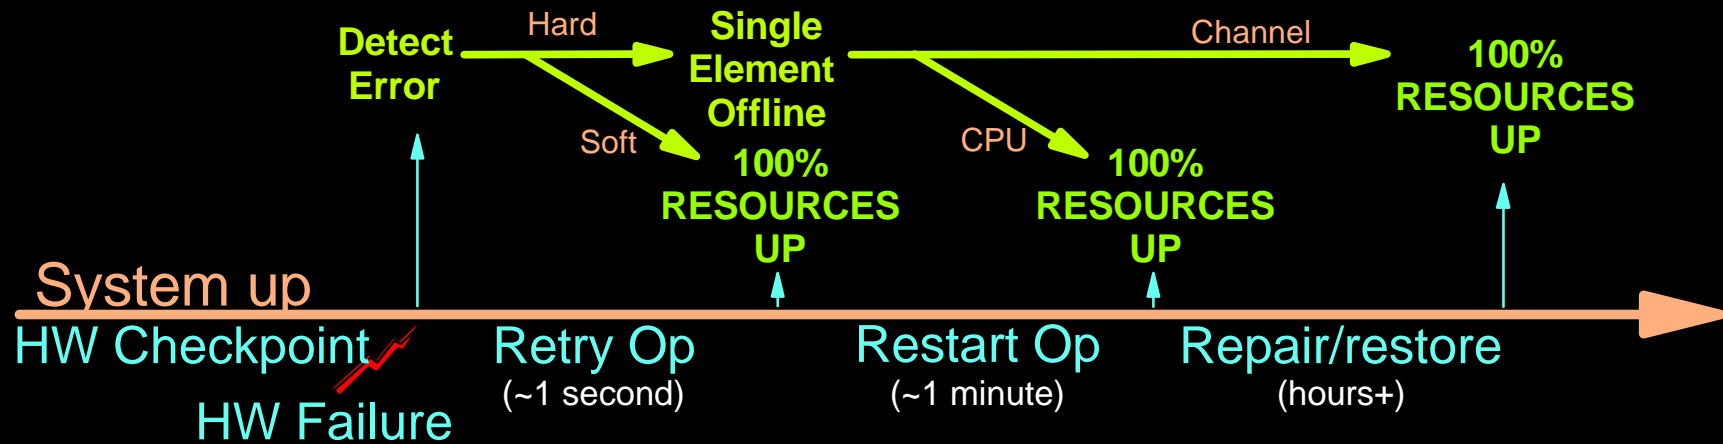 Detect
Error
Hard
Soft
Single
Element
Offline
100%
RESOURCES
UP
CPU
100%
RESOURCES
UP
Channel
100%
RESOURCES
UP
System up
HW Checkpoint
HW Failure
Retry Op
(~1 second)
Restart Op
(~1 minute)
Repair/restore
(hours+)